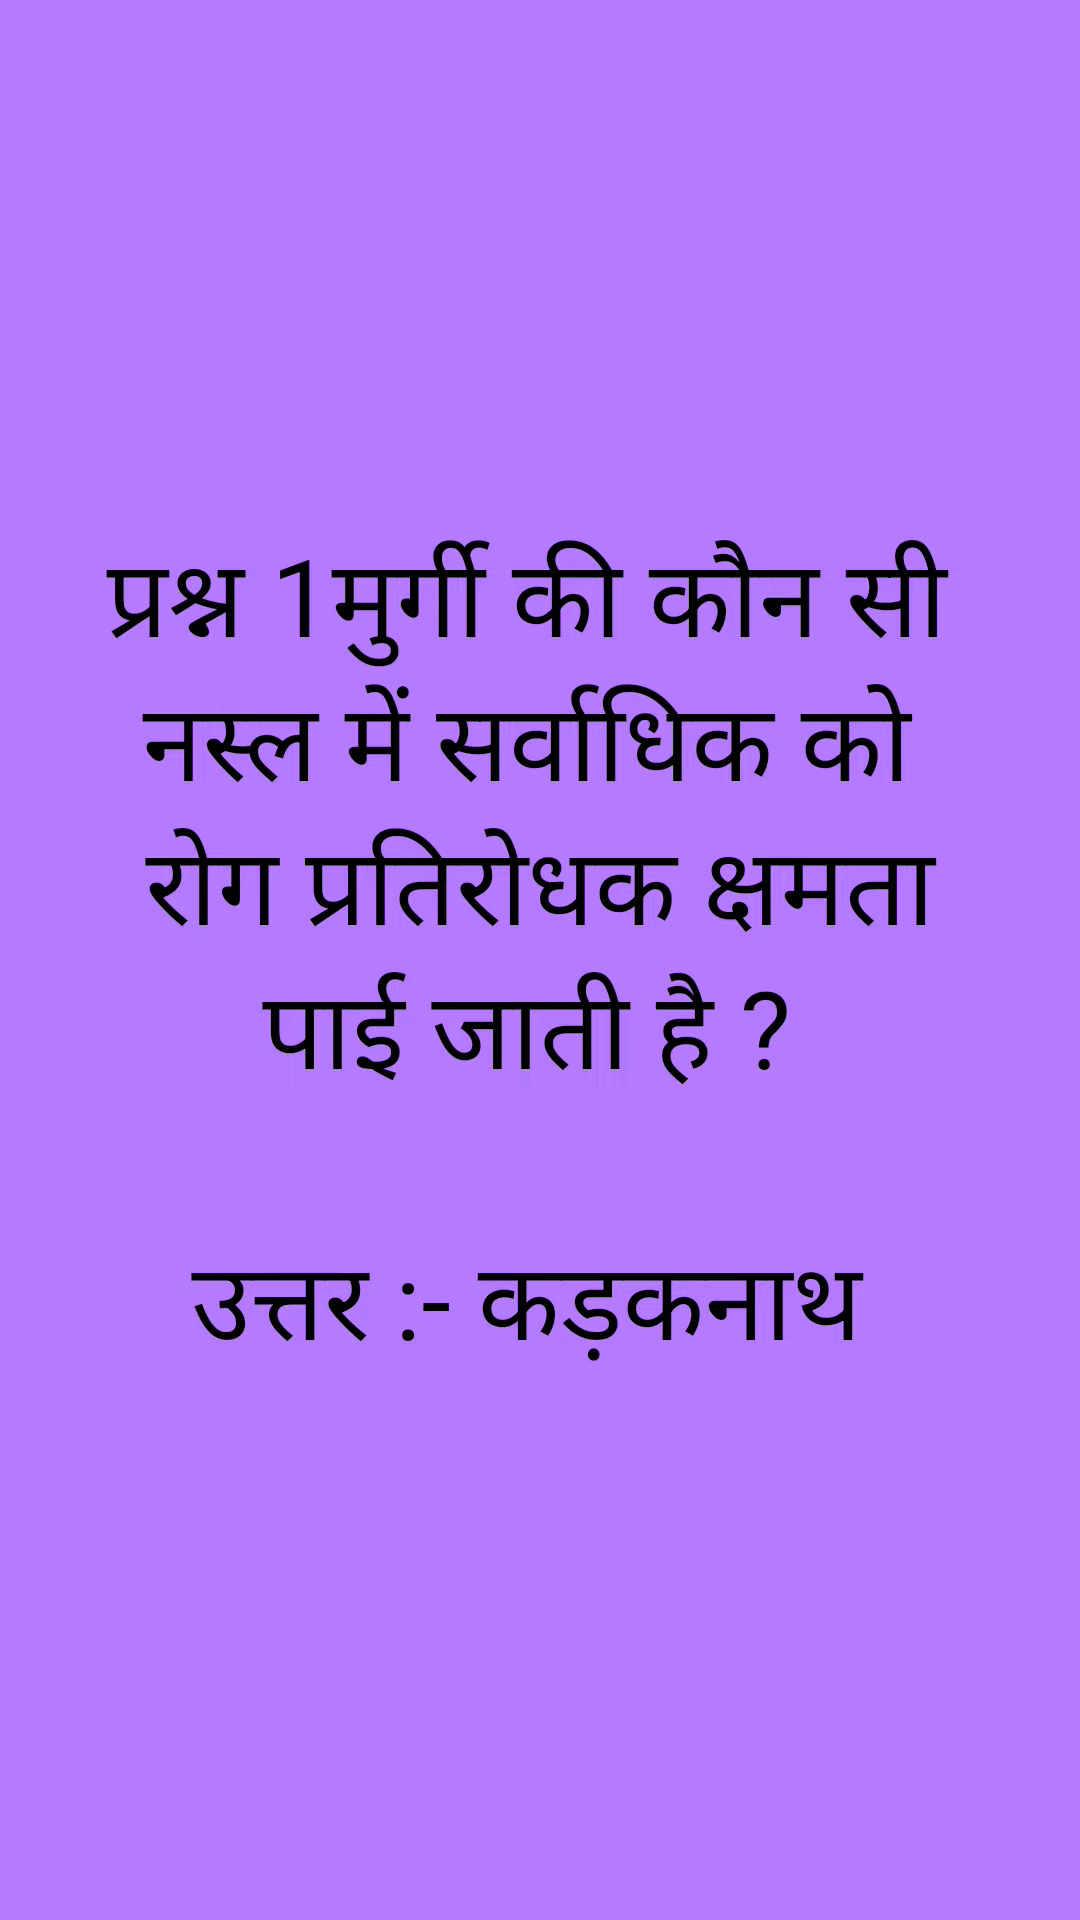 प्रश्न 1मुर्गी की कौन सी
नस्ल में सर्वाधिक को
रोग प्रतिरोधक क्षमता
पाई जाती है ?
उत्तर :- कड़कनाथ